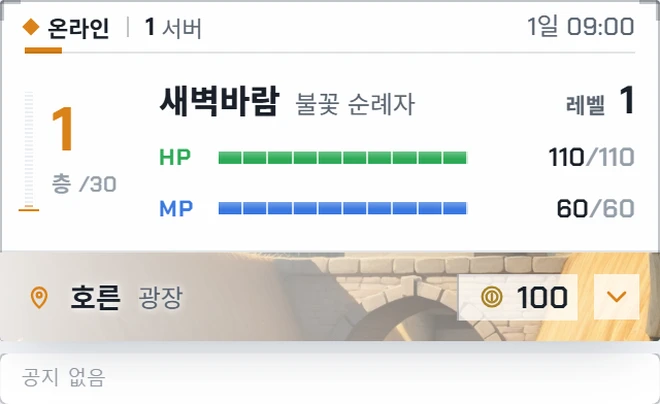 온라인 | 1 서버 1일 09:00
1
층 /30
새벽바람 불꽃 순례자 레벨 1
HP 110/110
MP 60/60
호른 광장 100
공지 없음